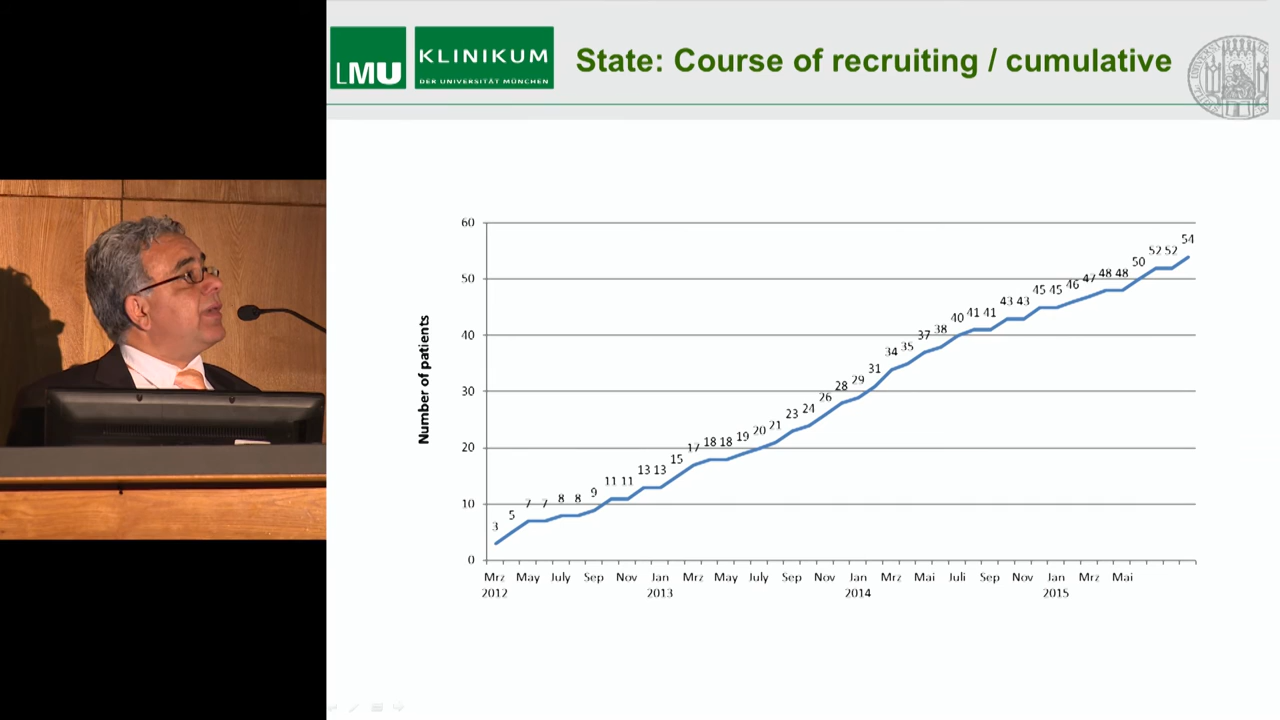 LMU
KLINIKUM
DER UNIVERSITÄT MÜNCHEN
State: Course of recruiting / cumulative
Number of patients
60
50
40
30
20
10
0
3 5 7 7 8 8 9 11 11 13 13 15 17 18 18 19 20 21 23 24 26 28 29 31 34 35 37 38 40 41 41 43 43 45 45 46 47 48 48 50 52 52 54
Mrz May July Sep Nov Jan Mrz May July Sep Nov Jan Mrz Mai Juli Sep Nov Jan Mrz Mai
2012 2013 2014 2015